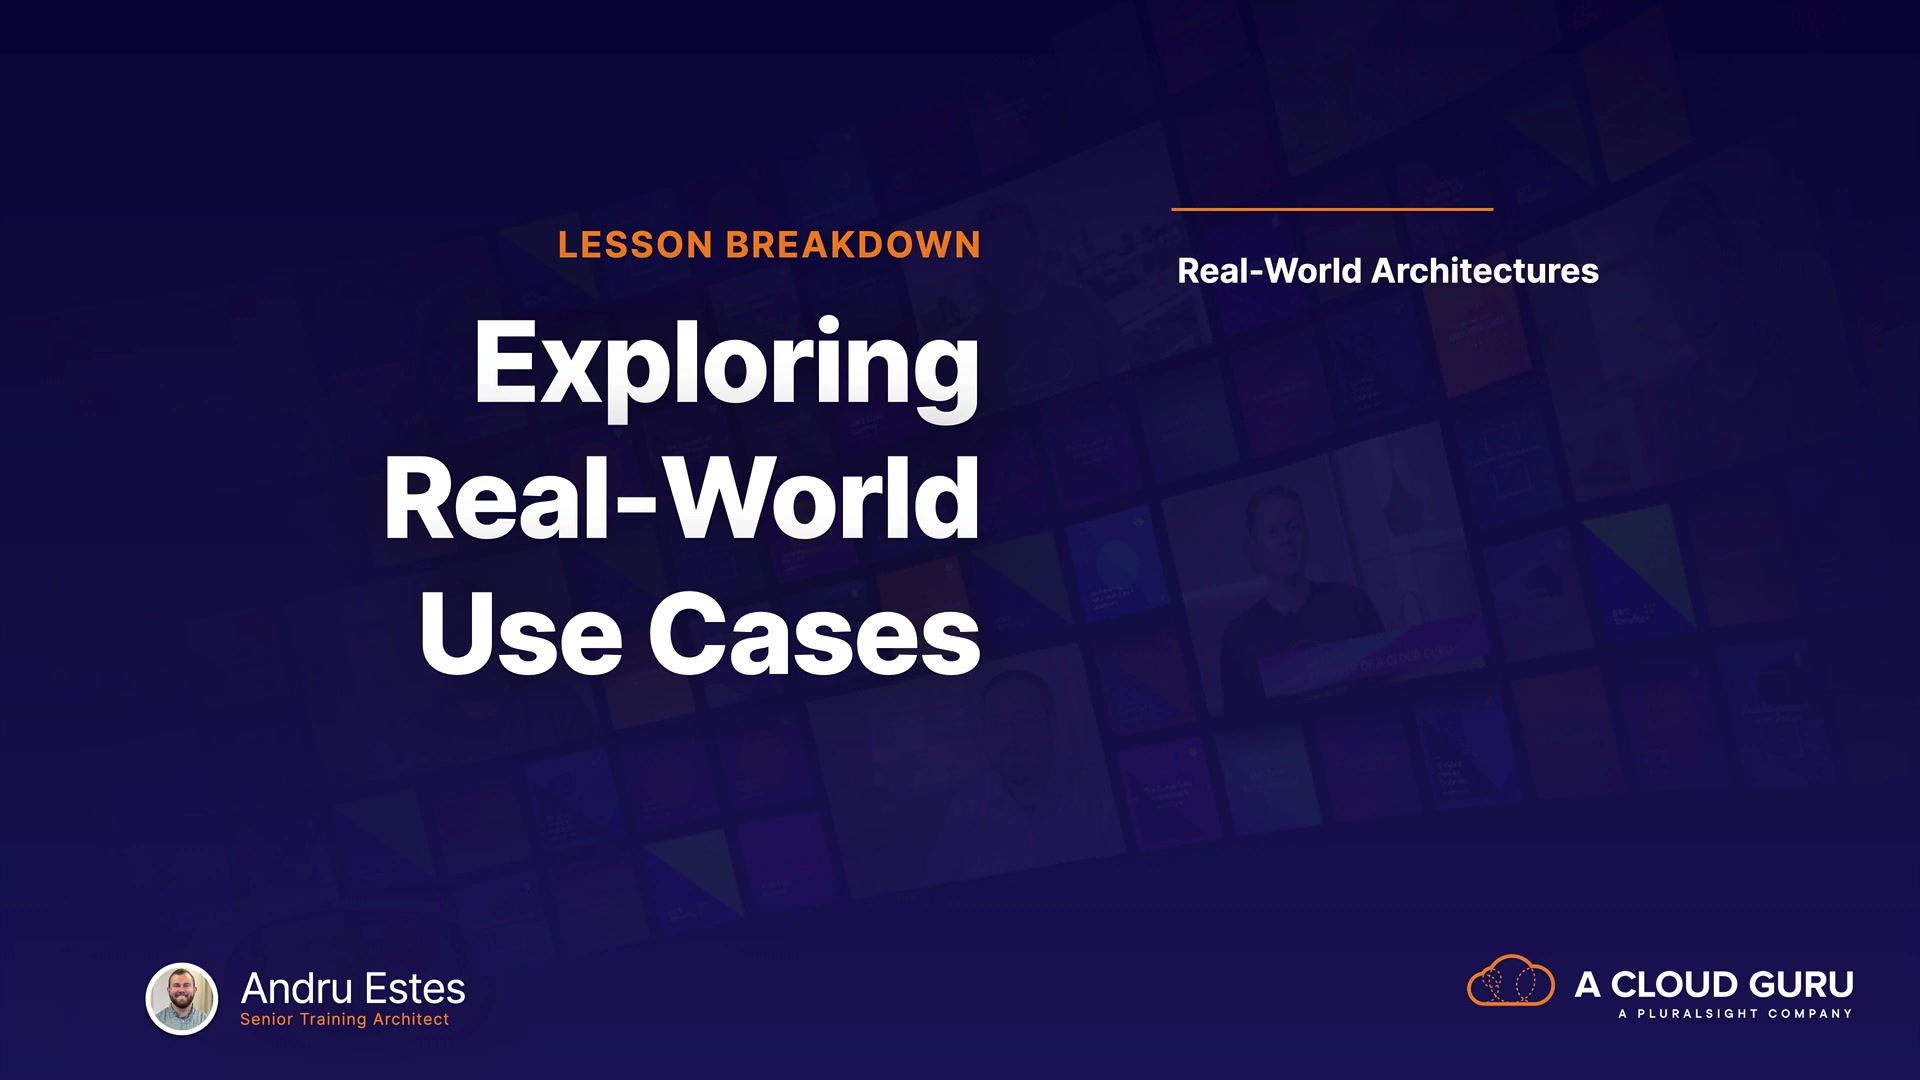 LESSON BREAKDOWN
Exploring
Real-World
Use Cases
Real-World Architectures
Andru Estes
Senior Training Architect
A CLOUD GURU
A PLURALSIGHT COMPANY